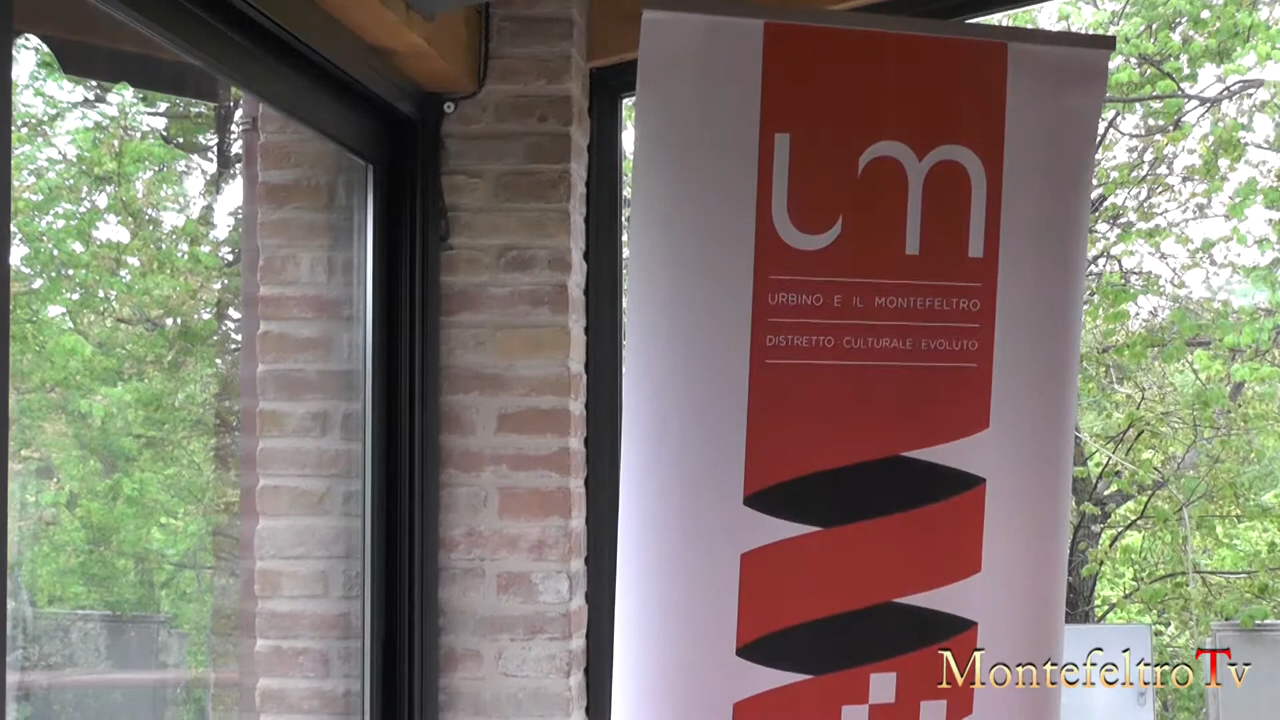 um
URBINO · E IL MONTEFELTRO
DISTRETTO · CULTURALE · EVOLUTO
MontefeltroTv